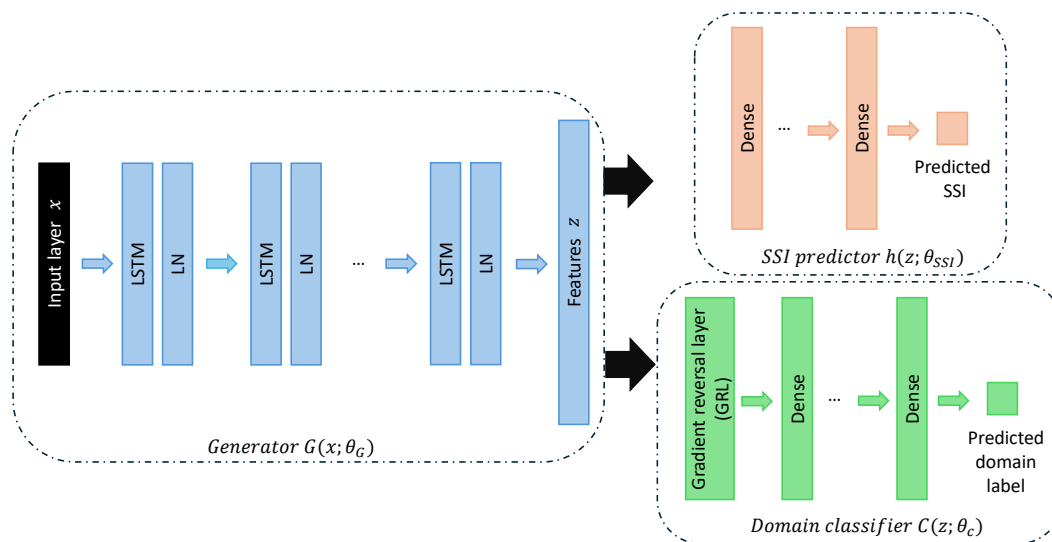 Input layer x
LSTM
LN
LSTM
LN
...
LSTM
LN
Features z
Generator G(x; θ_G)
Dense
...
Dense
Predicted
SSI
SSI predictor h(z; θ_SSI)
Gradient reversal layer
(GRL)
Dense
...
Dense
Predicted
domain
label
Domain classifier C(z; θ_c)